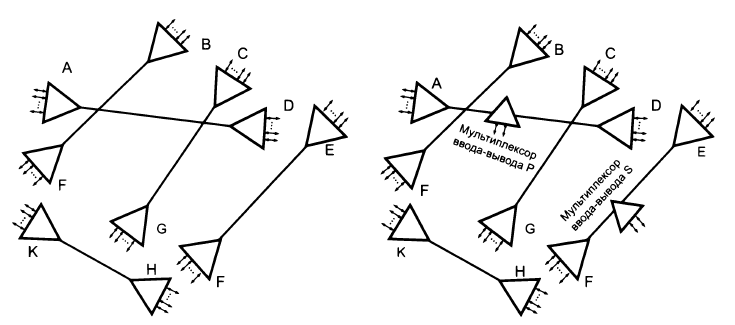 A
B
C
D
E
F
G
K
H
F
A
B
C
D
E
F
G
K
H
F
Мультиплексор
ввода-вывода P
Мультиплексор
ввода-вывода S